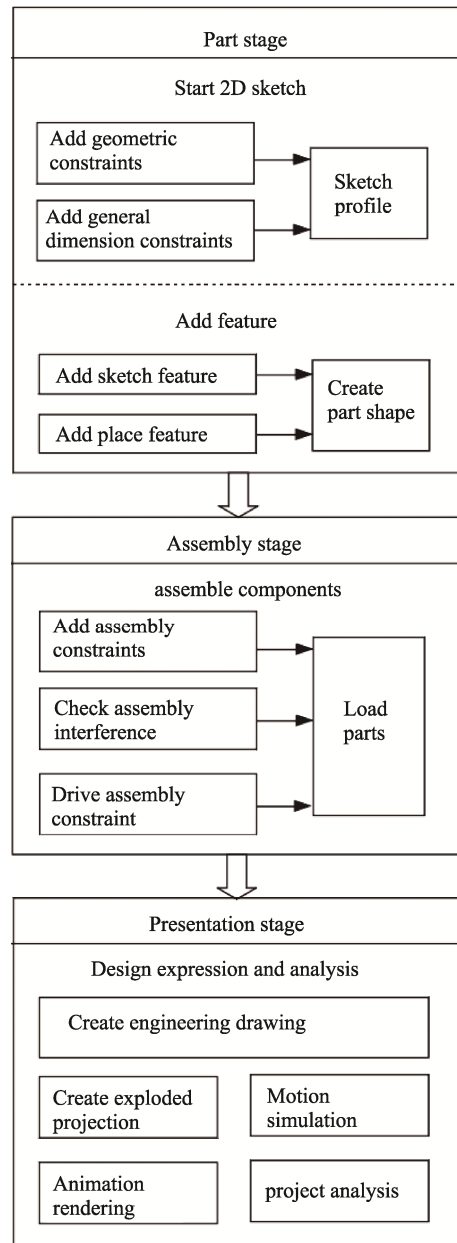 Part stage
Start 2D sketch
Add geometric
constraints
Add general
dimension constraints
Sketch
profile
Add feature
Add sketch feature
Add place feature
Create
part shape
Assembly stage
assemble components
Add assembly
constraints
Check assembly
interference
Drive assembly
constraint
Load
parts
Presentation stage
Design expression and analysis
Create engineering drawing
Create exploded
projection
Motion
simulation
Animation
rendering
project analysis